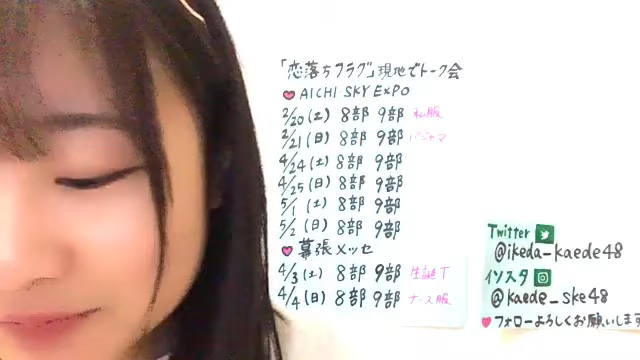 「恋落ちフラグ」現地でトーク会
AICHI SKY EXPO
2/20(土) 8部 9部 私服
2/21(日) 8部 9部 パジャマ
4/24(土) 8部 9部
4/25(日) 8部 9部
5/1(土) 8部 9部
5/2(日) 8部 9部
幕張メッセ
4/3(土) 8部 9部 生誕T
4/4(日) 8部 9部 ナース服
Twitter
@ikeda_kaede48
インスタ
@kaede_ske48
フォローよろしくお願いします